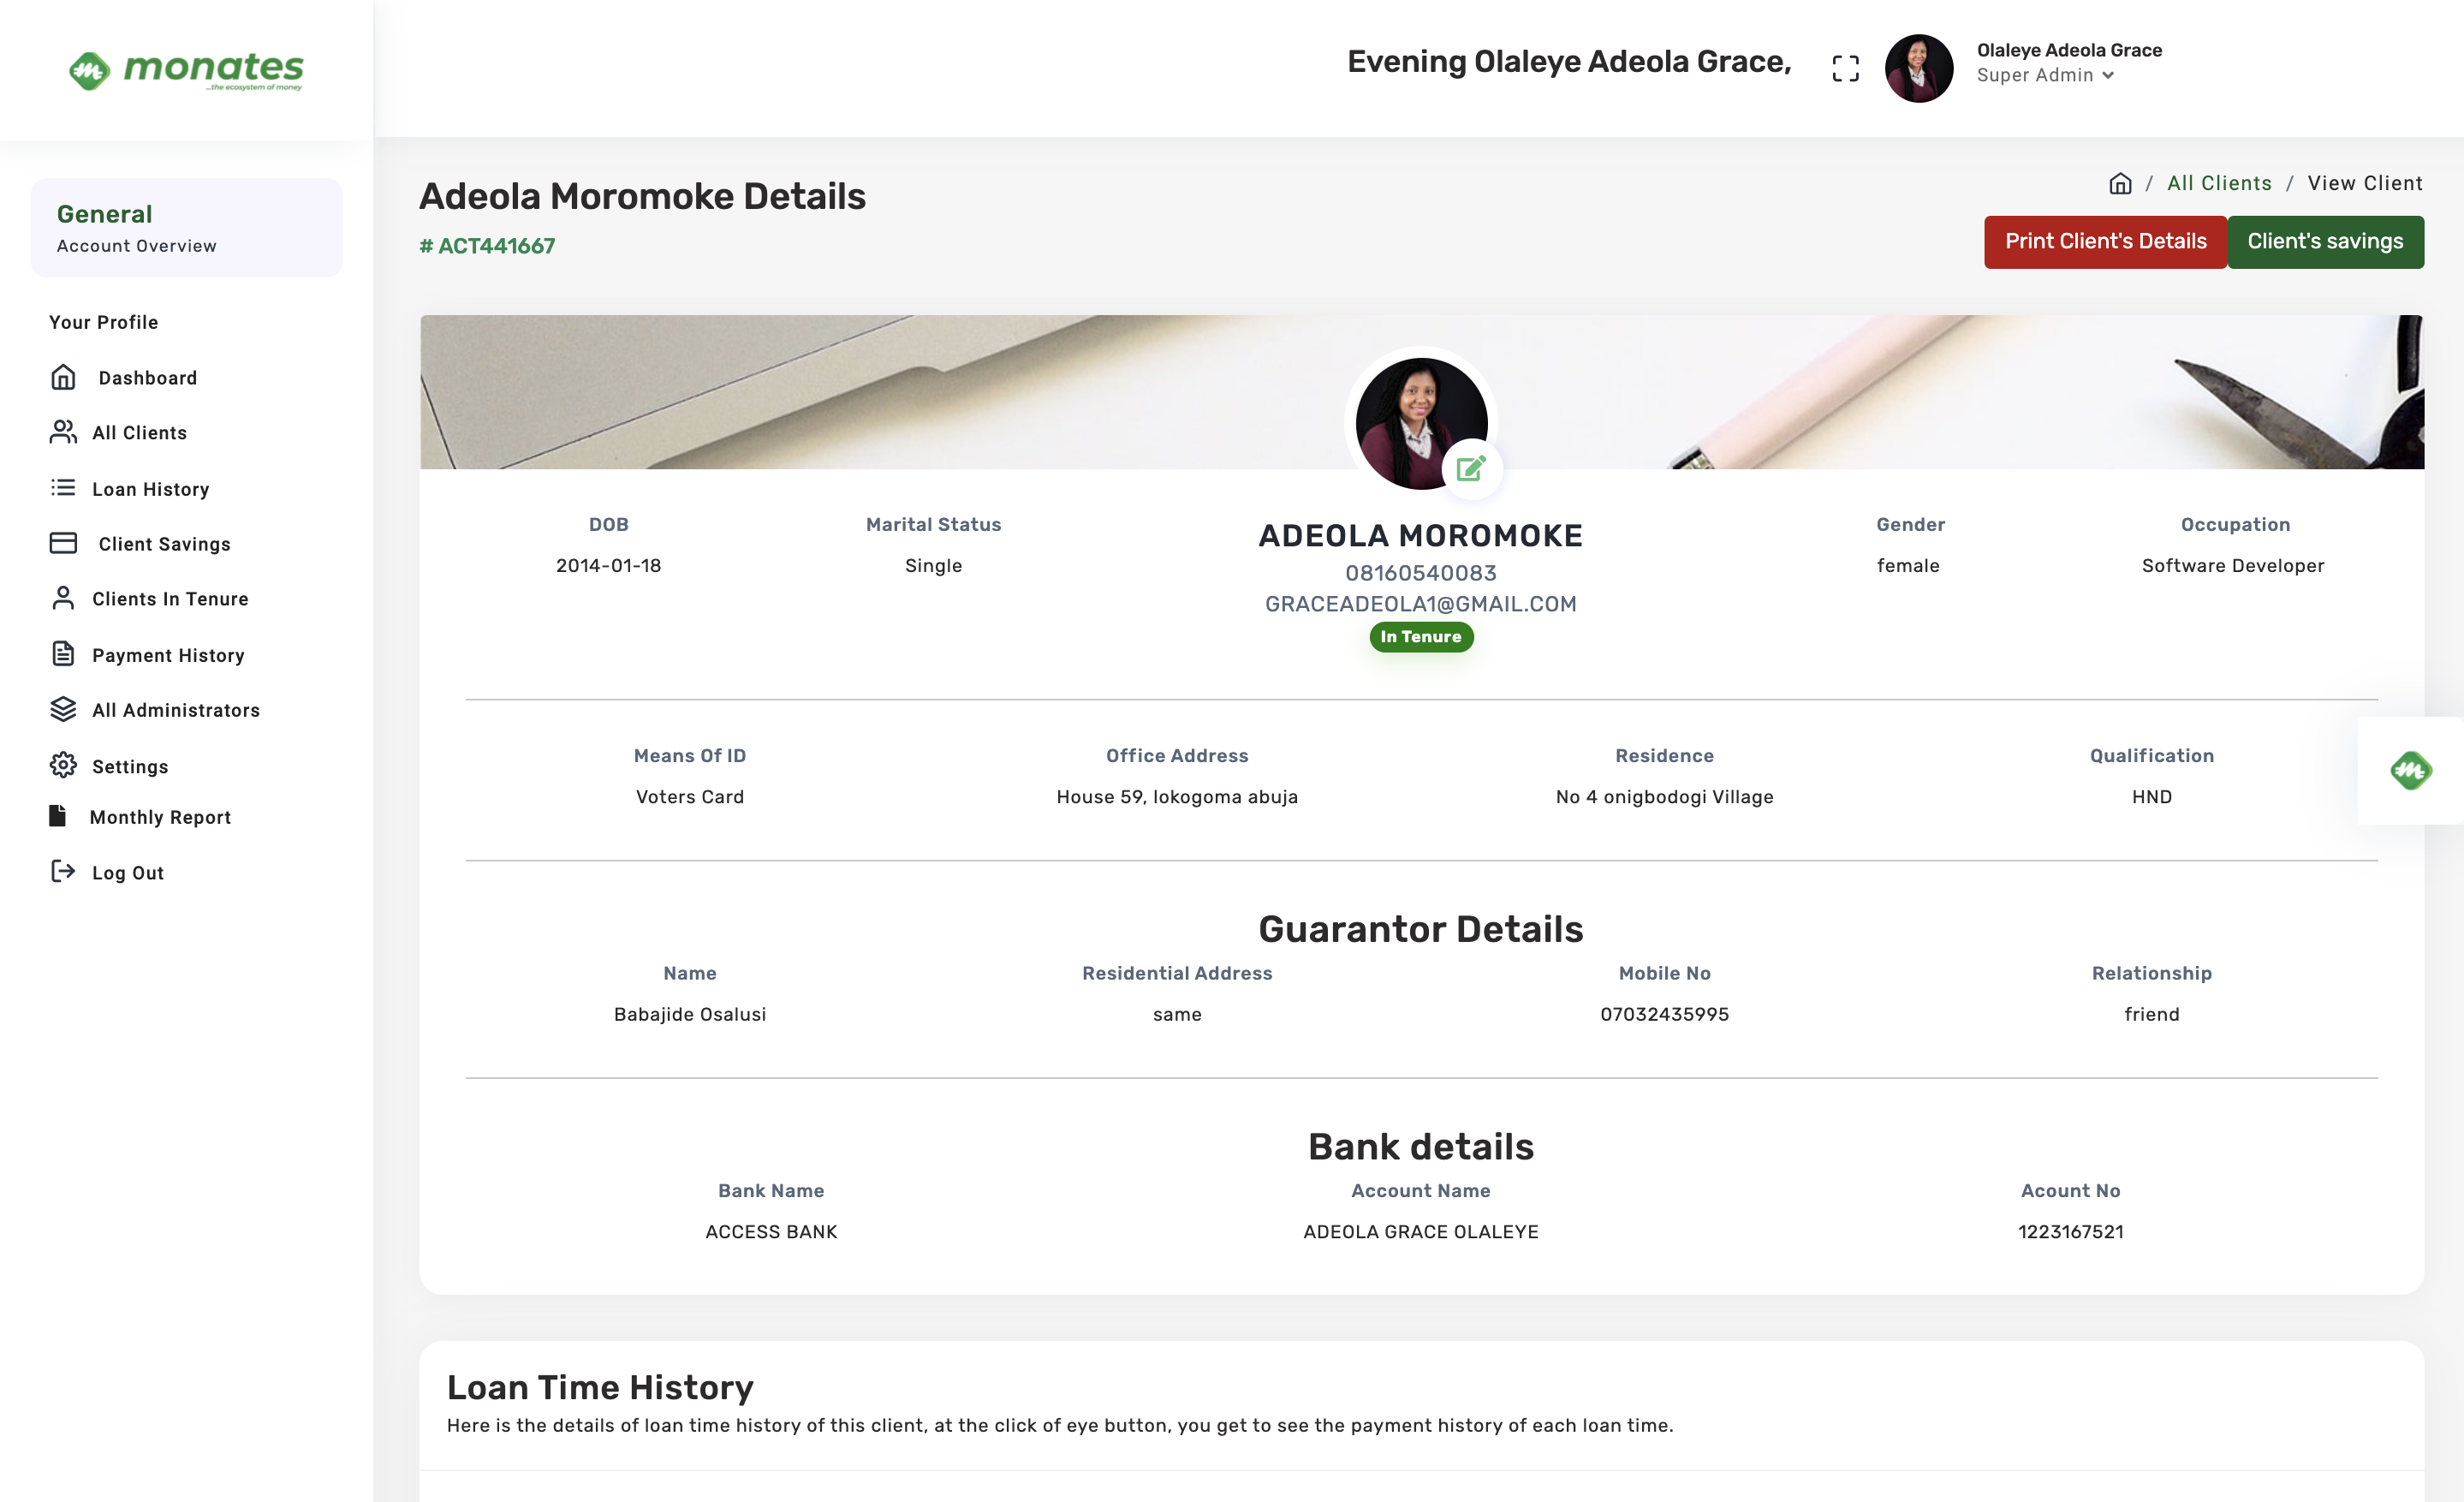 monates
...the ecosystem of money
Evening Olaleye Adeola Grace,
Olaleye Adeola Grace
Super Admin
General
Account Overview
Your Profile
Dashboard
All Clients
Loan History
Client Savings
Clients In Tenure
Payment History
All Administrators
Settings
Monthly Report
Log Out
Adeola Moromoke Details
# ACT441667
/ All Clients / View Client
Print Client's Details Client's savings
DOB
2014-01-18
Marital Status
Single
ADEOLA MOROMOKE
08160540083
GRACEADEOLA1@GMAIL.COM
In Tenure
Gender
female
Occupation
Software Developer
Means Of ID
Voters Card
Office Address
House 59, lokogoma abuja
Residence
No 4 onigbodogi Village
Qualification
HND
Guarantor Details
Name
Babajide Osalusi
Residential Address
same
Mobile No
07032435995
Relationship
friend
Bank details
Bank Name
ACCESS BANK
Account Name
ADEOLA GRACE OLALEYE
Acount No
1223167521
Loan Time History
Here is the details of loan time history of this client, at the click of eye button, you get to see the payment history of each loan time.